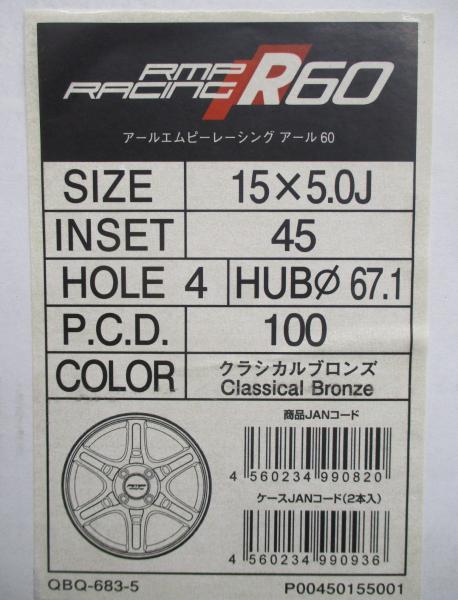 RMP
RACING R60
アールエムピーレーシング アール60
SIZE 15×5.0J
INSET 45
HOLE 4 HUBØ 67.1
P.C.D. 100
COLOR クラシカルブロンズ
Classical Bronze
商品JANコード
4 560234 990820
ケースJANコード(2本入)
4 560234 990936
QBQ-683-5 P00450155001